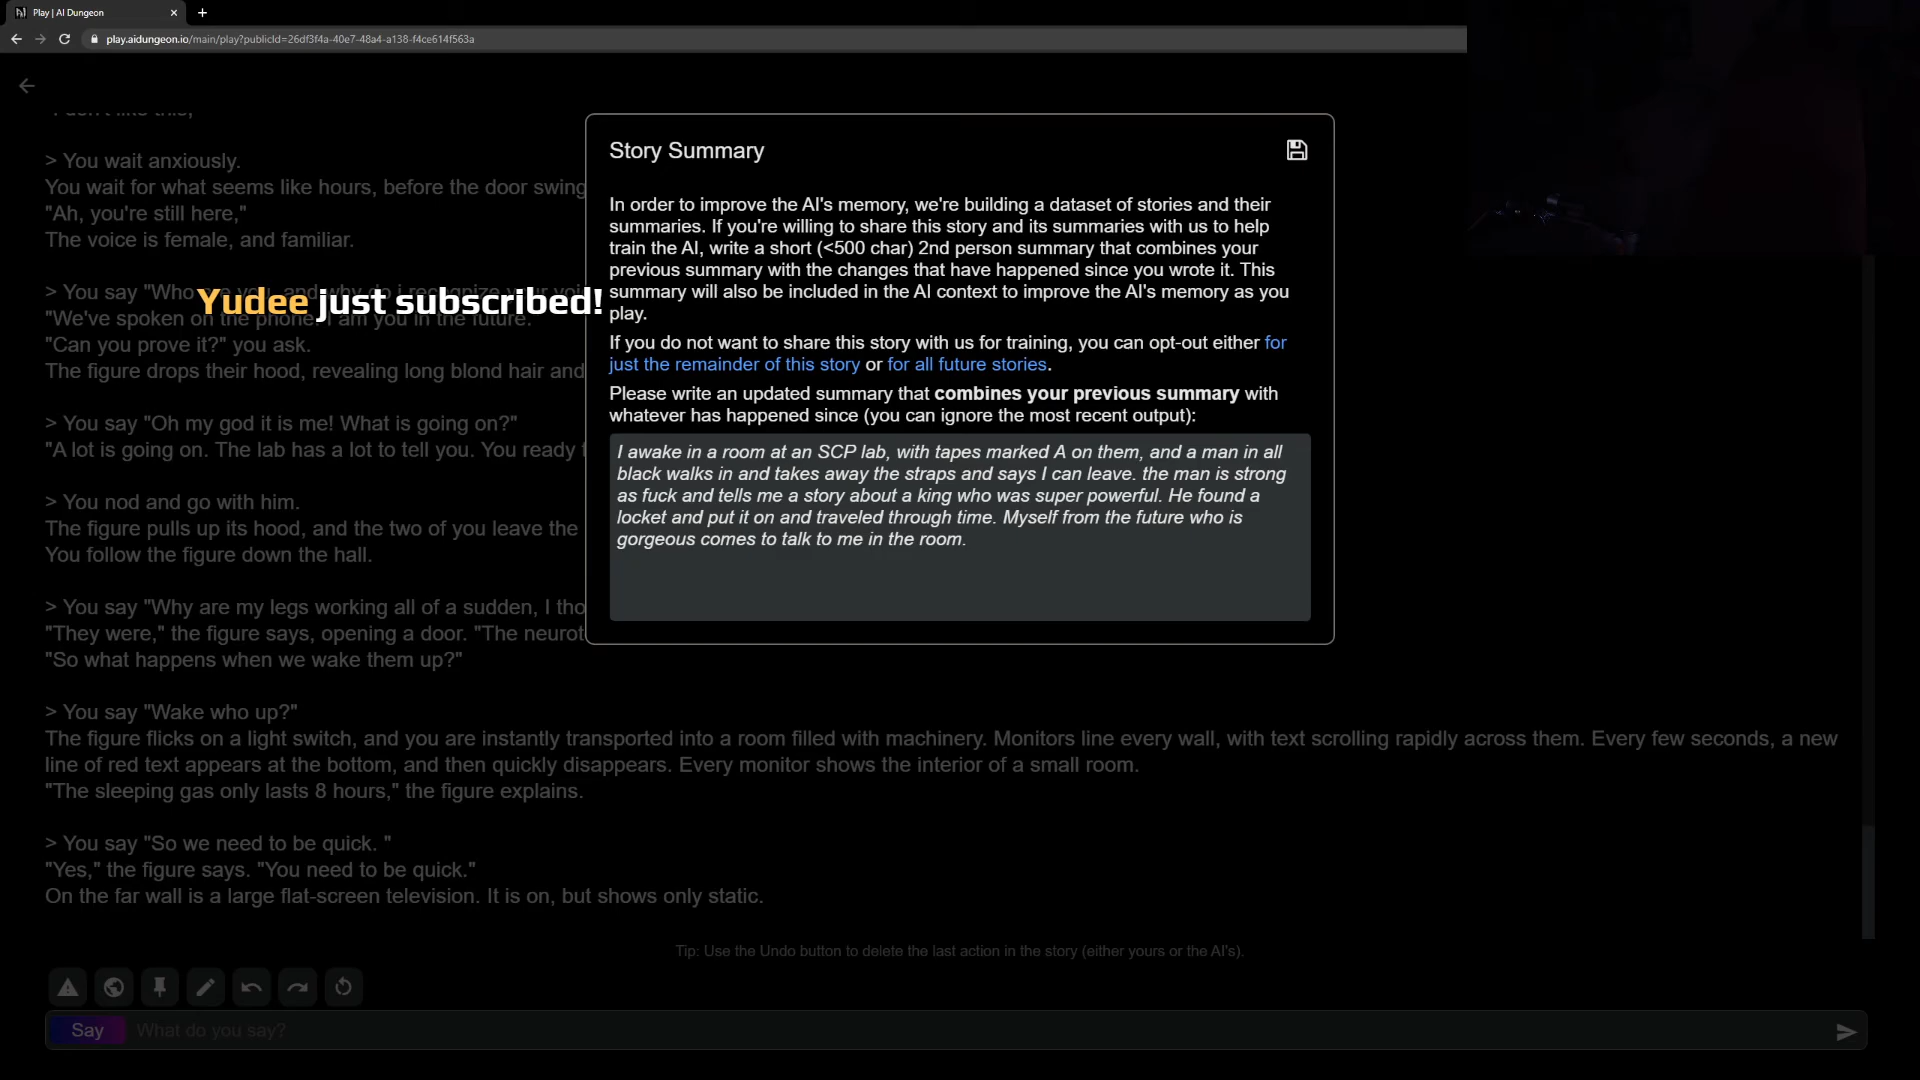 Play | AI Dungeon
play.aidungeon.io/main/play?publicId=26df3f4a-40e7-48a4-a138-f4ce614f563a
> You wait anxiously.
You wait for what seems like hours, before the door swing
"Ah, you're still here,"
The voice is female, and familiar.
> You say "Who are you, and why do i recognize your voi
"We've spoken on the phone. I am you in the future."
"Can you prove it?" you ask.
The figure drops their hood, revealing long blond hair and
> You say "Oh my god it is me! What is going on?"
"A lot is going on. The lab has a lot to tell you. You ready
> You nod and go with him.
The figure pulls up its hood, and the two of you leave the
You follow the figure down the hall.
> You say "Why are my legs working all of a sudden, I tho
"They were," the figure says, opening a door. "The neurot
"So what happens when we wake them up?"
> You say "Wake who up?"
The figure flicks on a light switch, and you are instantly transported into a room filled with machinery. Monitors line every wall, with text scrolling rapidly across them. Every few seconds, a new
line of red text appears at the bottom, and then quickly disappears. Every monitor shows the interior of a small room.
"The sleeping gas only lasts 8 hours," the figure explains.
> You say "So we need to be quick. "
"Yes," the figure says. "You need to be quick."
On the far wall is a large flat-screen television. It is on, but shows only static.
Yudee just subscribed!
Story Summary
In order to improve the AI's memory, we're building a dataset of stories and their
summaries. If you're willing to share this story and its summaries with us to help
train the AI, write a short (<500 char) 2nd person summary that combines your
previous summary with the changes that have happened since you wrote it. This
summary will also be included in the AI context to improve the AI's memory as you
play.
If you do not want to share this story with us for training, you can opt-out either for
just the remainder of this story or for all future stories.
Please write an updated summary that combines your previous summary with
whatever has happened since (you can ignore the most recent output):
I awake in a room at an SCP lab, with tapes marked A on them, and a man in all
black walks in and takes away the straps and says I can leave. the man is strong
as fuck and tells me a story about a king who was super powerful. He found a
locket and put it on and traveled through time. Myself from the future who is
gorgeous comes to talk to me in the room.
Tip: Use the Undo button to delete the last action in the story (either yours or the AI's).
Say
What do you say?